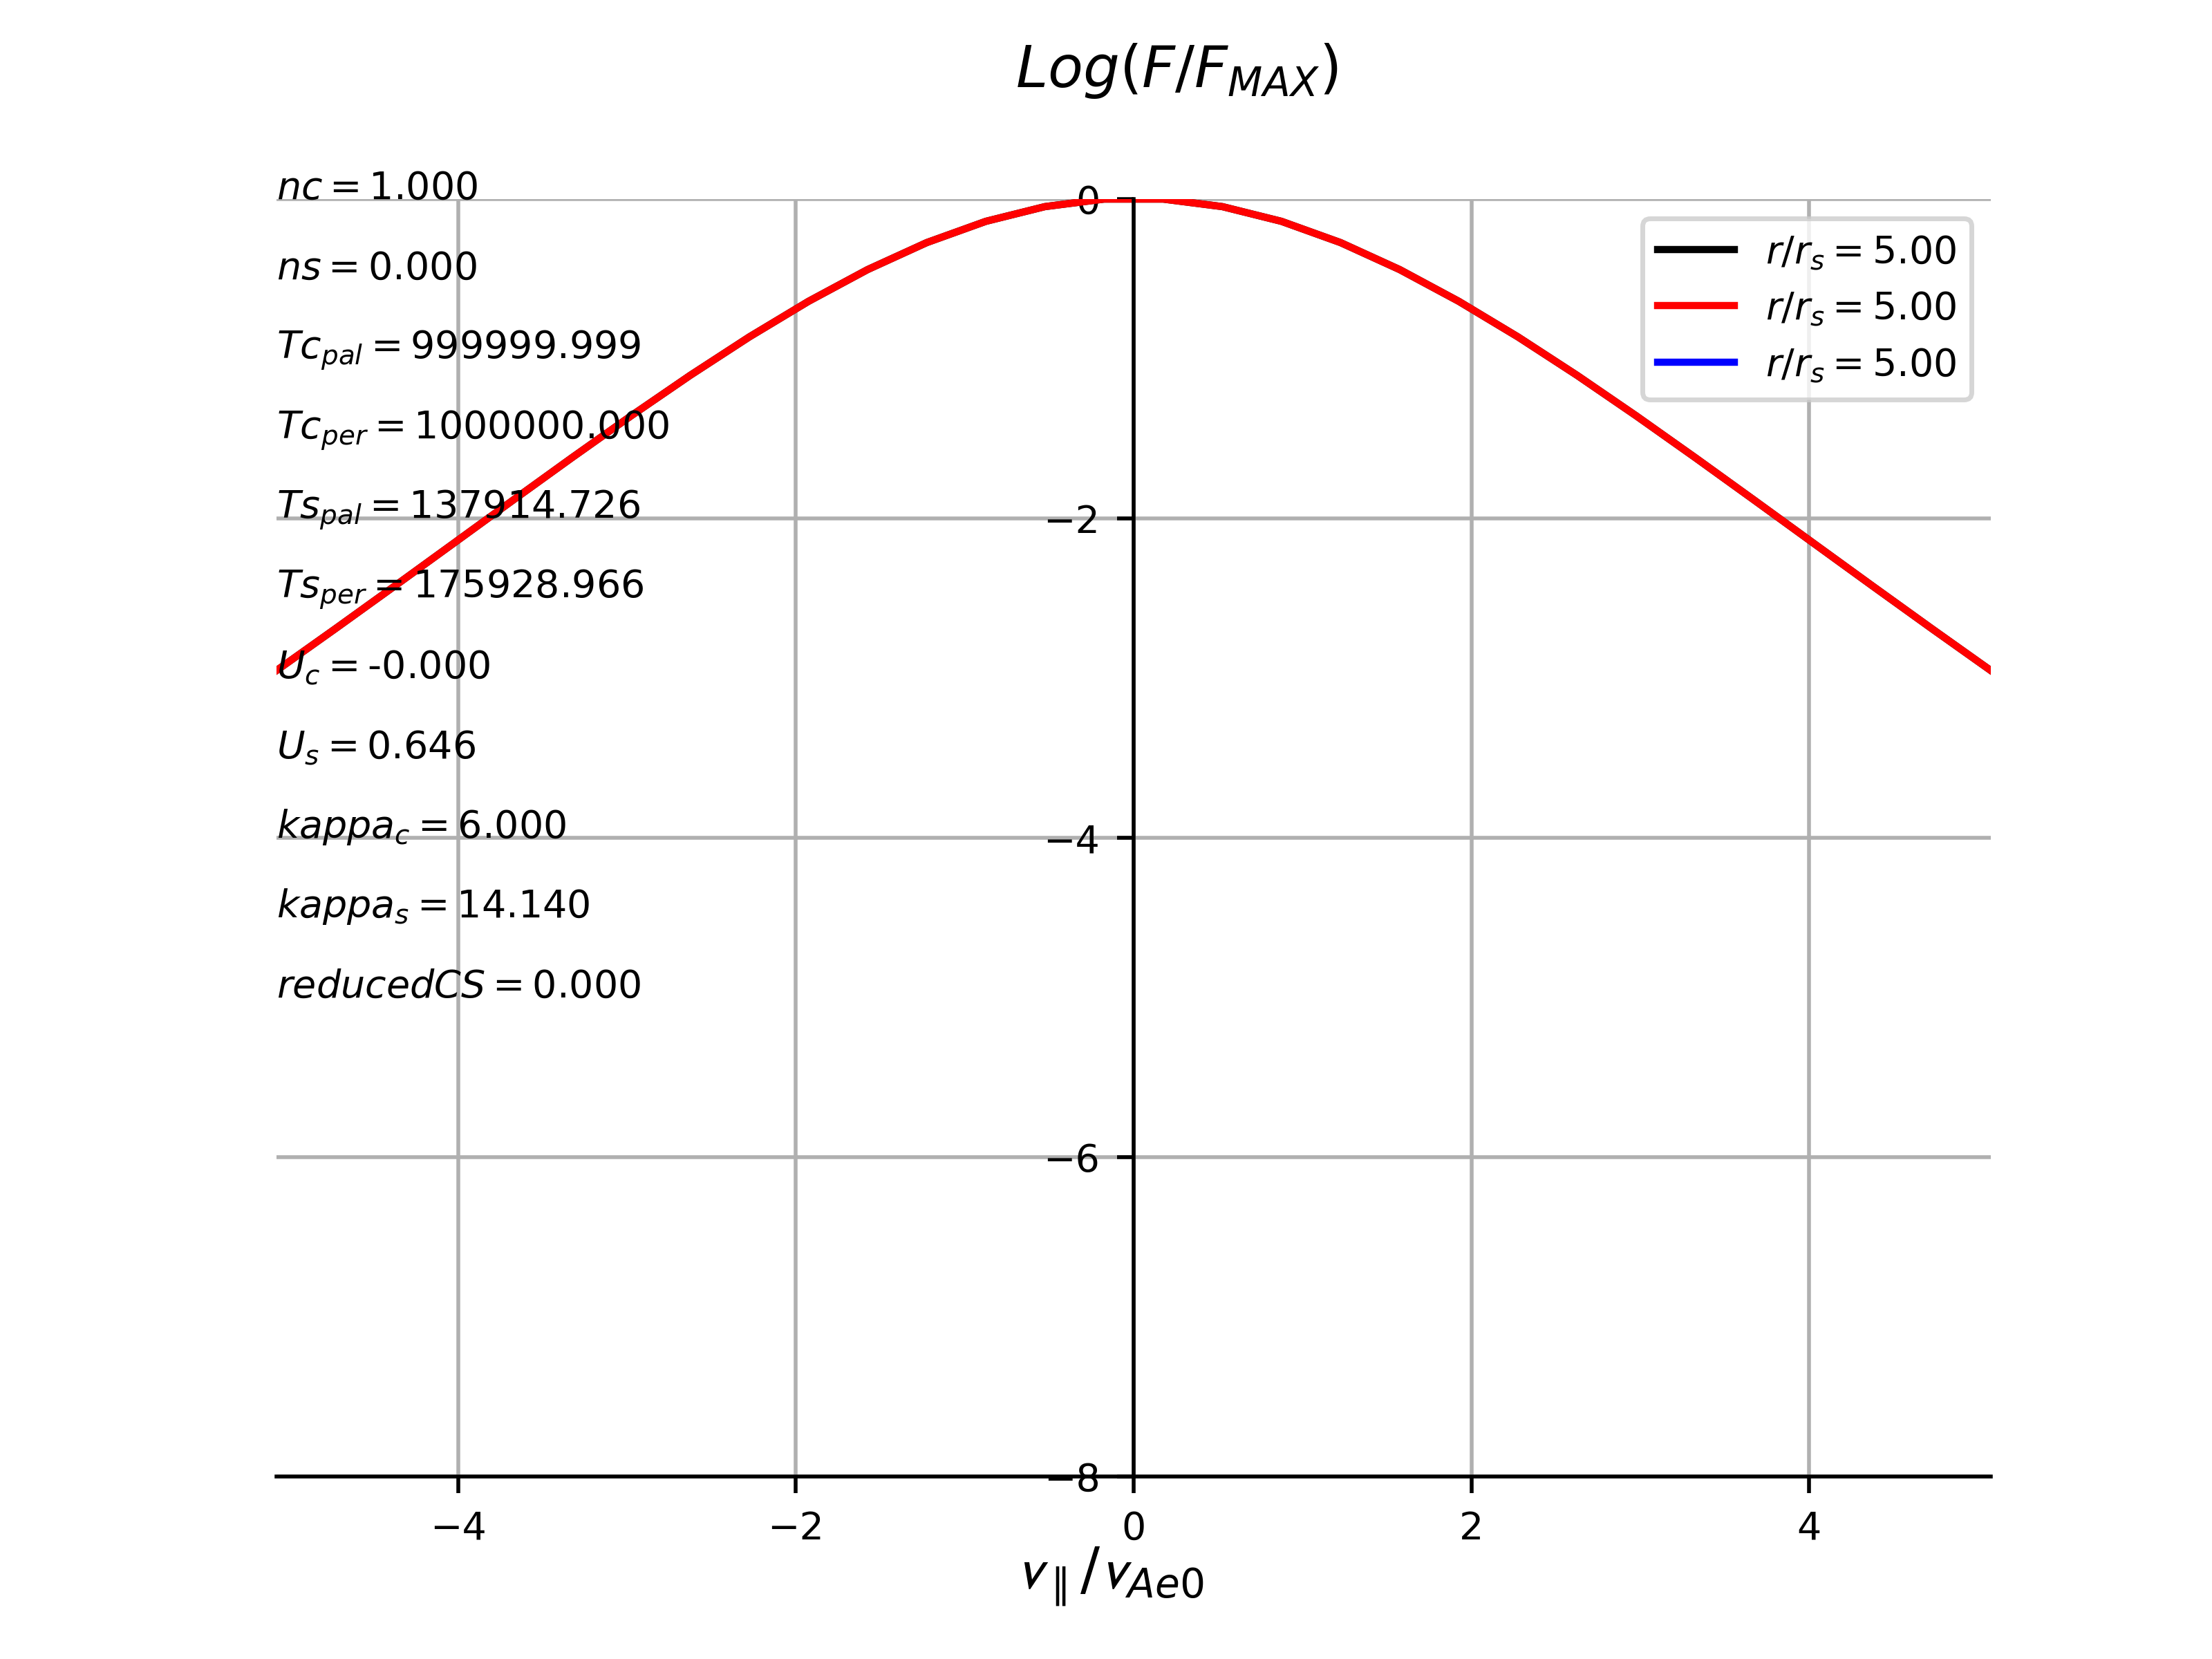 Log(F/F_MAX)
nc = 1.000
ns = 0.000
Tc_pal = 999999.999
Tc_per = 1000000.000
Ts_pal = 137914.726
Ts_per = 175928.966
U_c = -0.000
U_s = 0.646
kappa_c = 6.000
kappa_s = 14.140
reducedCS = 0.000
0
−2
−4
−6
−8
r/r_s = 5.00
r/r_s = 5.00
r/r_s = 5.00
−4 −2 0 2 4
v_∥/v_Ae0